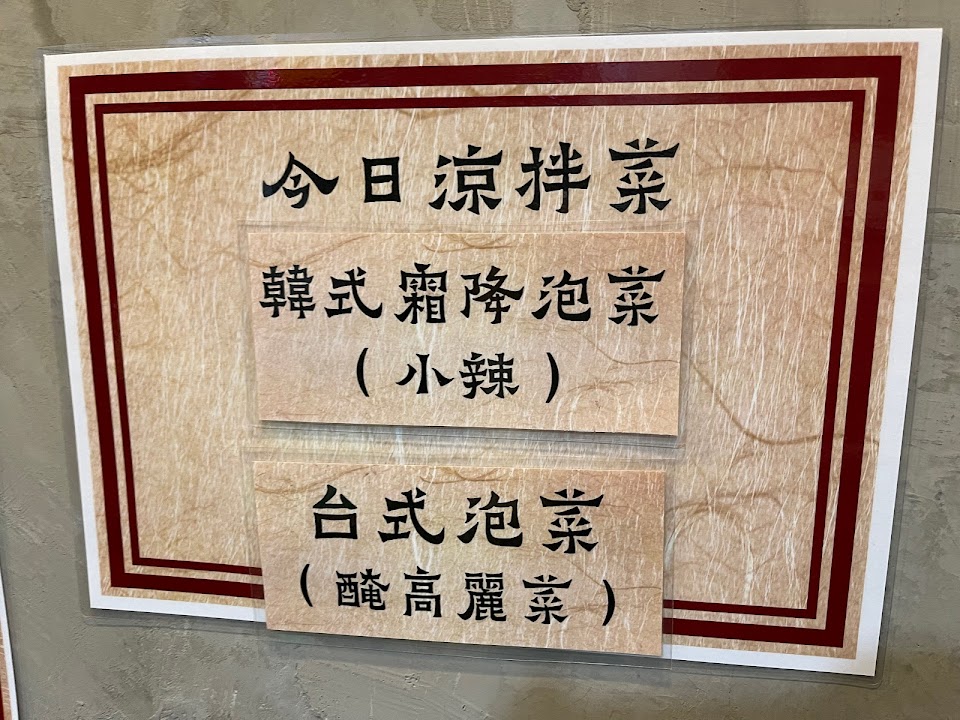 今日涼拌菜
韓式霜降泡菜
(小辣)
台式泡菜
(醃高麗菜)